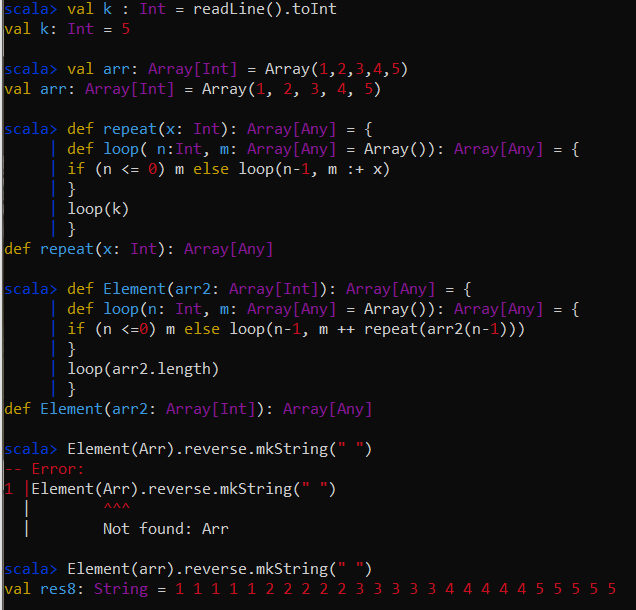 scala> val k : Int = readLine().toInt
val k: Int = 5
scala> val arr: Array[Int] = Array(1,2,3,4,5)
val arr: Array[Int] = Array(1, 2, 3, 4, 5)
scala> def repeat(x: Int): Array[Any] = {
| def loop( n:Int, m: Array[Any] = Array()): Array[Any] = {
| if (n <= 0) m else loop(n-1, m :+ x)
| }
| loop(k)
| }
def repeat(x: Int): Array[Any]
scala> def Element(arr2: Array[Int]): Array[Any] = {
| def loop(n: Int, m: Array[Any] = Array()): Array[Any] = {
| if (n <=0) m else loop(n-1, m ++ repeat(arr2(n-1)))
| }
| loop(arr2.length)
| }
def Element(arr2: Array[Int]): Array[Any]
scala> Element(Arr).reverse.mkString(" ")
-- Error:
1 |Element(Arr).reverse.mkString(" ")
| ^^^
| Not found: Arr
scala> Element(arr).reverse.mkString(" ")
val res8: String = 1 1 1 1 1 2 2 2 2 2 3 3 3 3 3 4 4 4 4 4 5 5 5 5 5